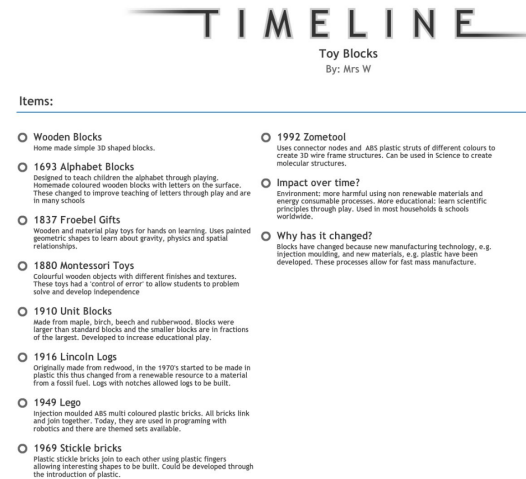 TIMELINE
Toy Blocks
By: Mrs W
Items:
Wooden Blocks
Home made simple 3D shaped blocks.
1693 Alphabet Blocks
Designed to teach children the alphabet through playing.
Homemade coloured wooden blocks with letters on the surface.
These changed to improve teaching of letters through play and are
in many schools
1837 Froebel Gifts
Wooden and material play toys for hands on learning. Uses painted
geometric shapes to learn about gravity, physics and spatial
relationships.
1880 Montessori Toys
Colourful wooden objects with different finishes and textures.
These toys had a 'control of error' to allow students to problem
solve and develop independence
1910 Unit Blocks
Made from maple, birch, beech and rubberwood. Blocks were
larger than standard blocks and the smaller blocks are in fractions
of the largest. Developed to increase educational play.
1916 Lincoln Logs
Originally made from redwood, in the 1970's started to be made in
plastic this thus changed from a renewable resource to a material
from a fossil fuel. Logs with notches allowed logs to be built.
1949 Lego
Injection moulded ABS multi coloured plastic bricks. All bricks link
and join together. Today, they are used in programing with
robotics and there are themed sets available.
1969 Stickle bricks
Plastic stickle bricks join to each other using plastic fingers
allowing interesting shapes to be built. Could be developed through
the introduction of plastic.
1992 Zometool
Uses connector nodes and ABS plastic struts of different colours to
create 3D wire frame structures. Can be used in Science to create
molecular structures.
Impact over time?
Environment: more harmful using non renewable materials and
energy consumable processes. More educational: learn scientific
principles through play. Used in most households & schools
worldwide.
Why has it changed?
Blocks have changed because new manufacturing technology, e.g.
injection moulding, and new materials, e.g. plastic have been
developed. These processes allow for fast mass manufacture.